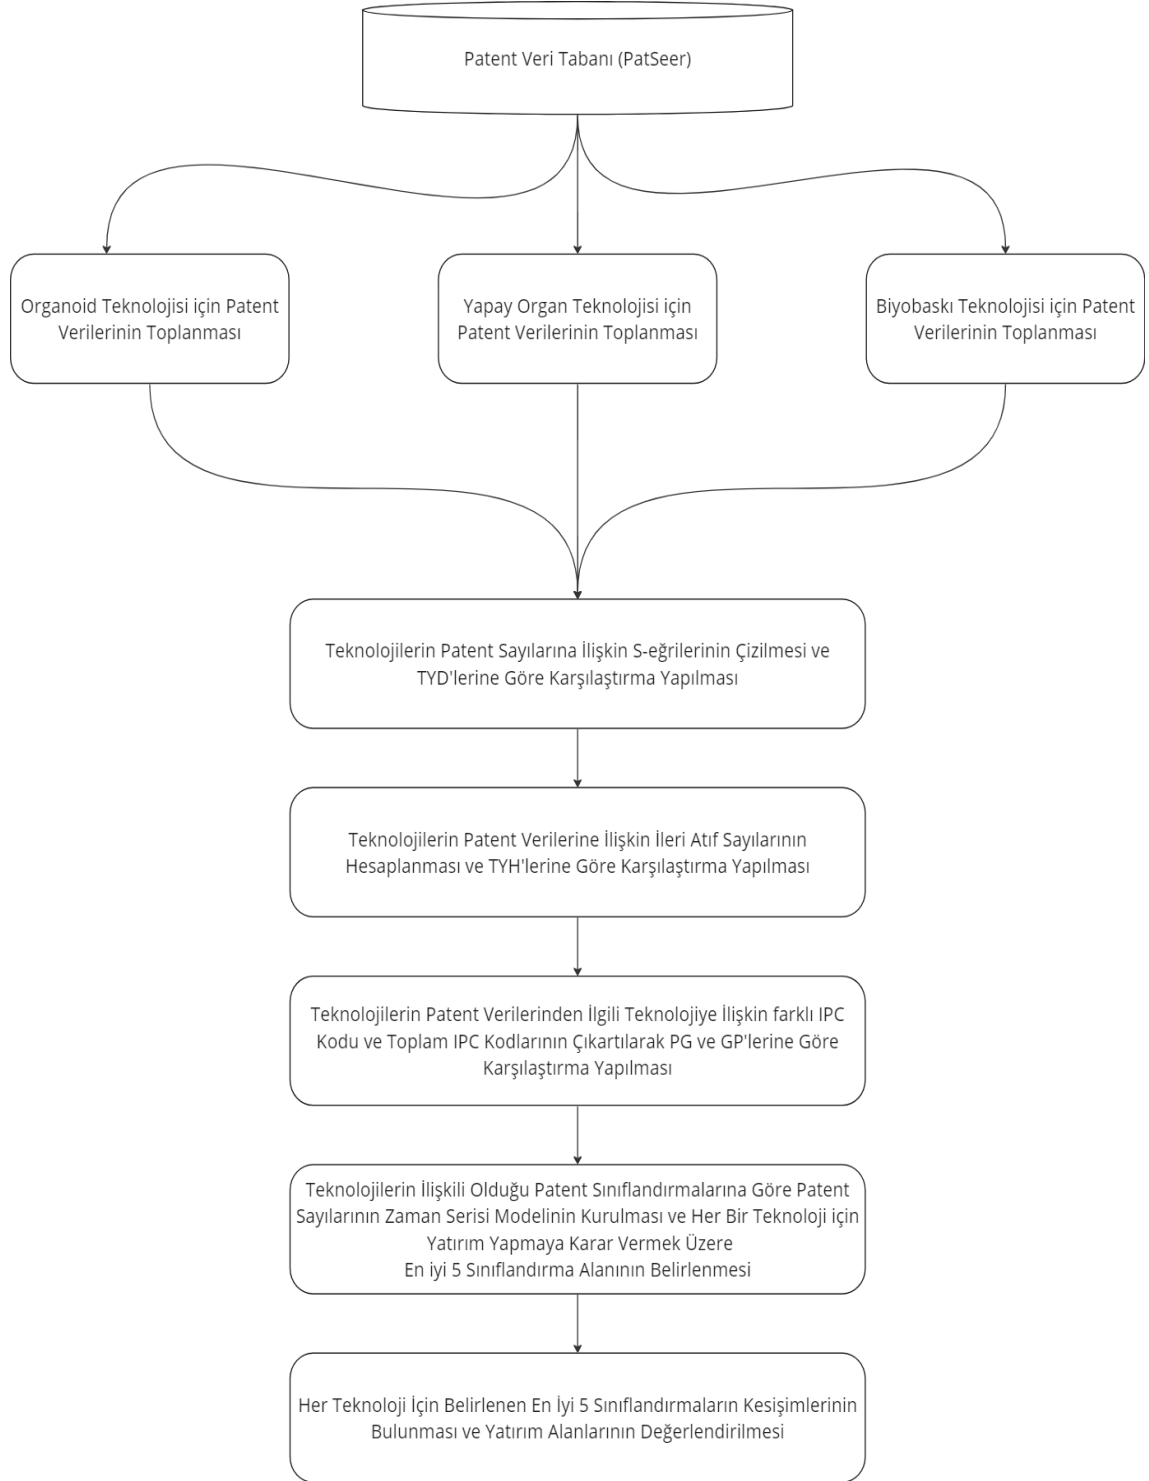 Patent Veri Tabanı (PatSeer)
Organoid Teknolojisi için Patent
Verilerinin Toplanması
Yapay Organ Teknolojisi için
Patent Verilerinin Toplanması
Biyobaskı Teknolojisi için Patent
Verilerinin Toplanması
Teknolojilerin Patent Sayılarına İlişkin S-eğrilerinin Çizilmesi ve
TYD'lerine Göre Karşılaştırma Yapılması
Teknolojilerin Patent Verilerine İlişkin İleri Atıf Sayılarının
Hesaplanması ve TYH'lerine Göre Karşılaştırma Yapılması
Teknolojilerin Patent Verilerinden İlgili Teknolojiye İlişkin farklı IPC
Kodu ve Toplam IPC Kodlarının Çıkartılarak PG ve GP'lerine Göre
Karşılaştırma Yapılması
Teknolojilerin İlişkili Olduğu Patent Sınıflandırmalarına Göre Patent
Sayılarının Zaman Serisi Modelinin Kurulması ve Her Bir Teknoloji için
Yatırım Yapmaya Karar Vermek Üzere
En iyi 5 Sınıflandırma Alanının Belirlenmesi
Her Teknoloji İçin Belirlenen En İyi 5 Sınıflandırmaların Kesişimlerinin
Bulunması ve Yatırım Alanlarının Değerlendirilmesi